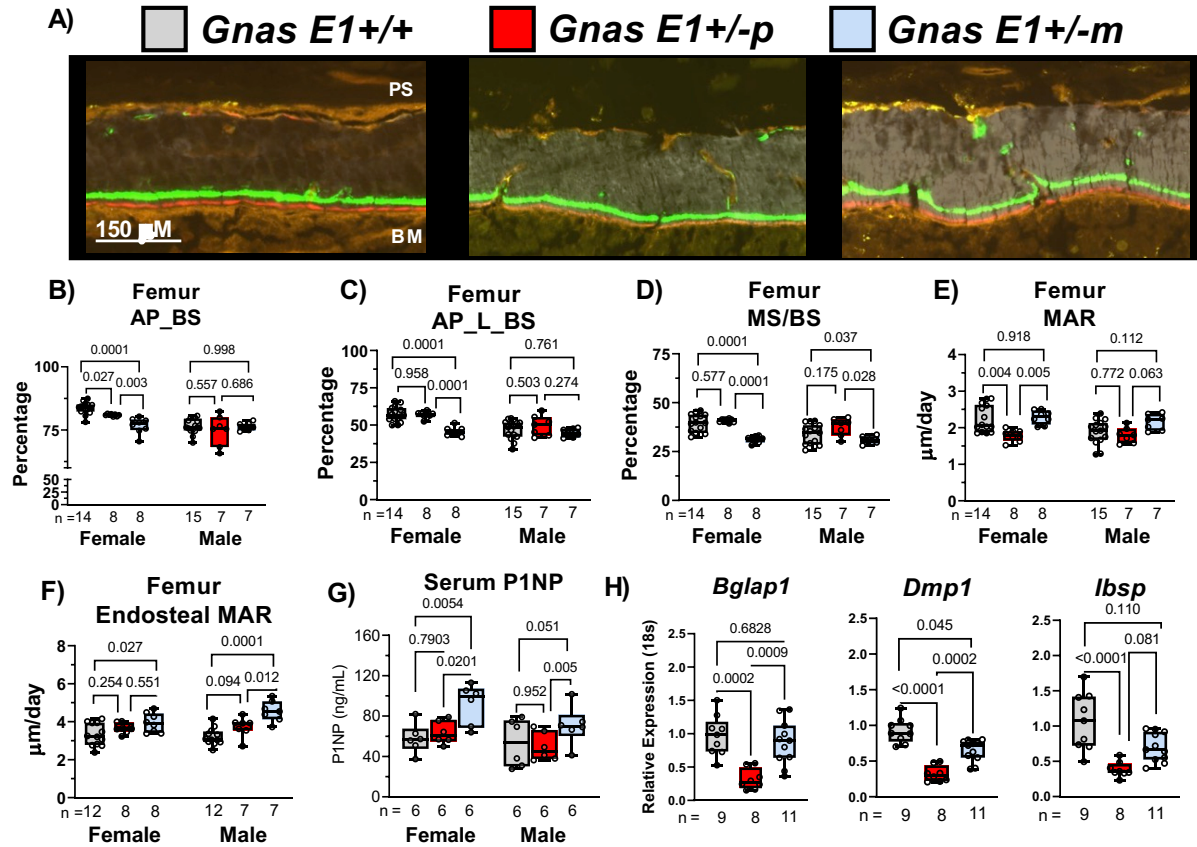 A)
Gnas E1+/+ Gnas E1+/-p Gnas E1+/-m
PS
150 µM
BM
B)
Femur
AP_BS
0.0001
0.998
0.027
0.003
0.557
0.686
Percentage
100
75
50
25
0
n =14 8 8 15 7 7
Female Male
C)
Femur
AP_L_BS
0.0001
0.761
0.958
0.0001
0.503
0.274
Percentage
100
75
50
25
0
n =14 8 8 15 7 7
Female Male
D)
Femur
MS/BS
0.0001
0.037
0.577
0.0001
0.175
0.028
Percentage
75
50
25
0
n =14 8 8 15 7 7
Female Male
E)
Femur
MAR
0.918
0.112
0.004
0.005
0.772
0.063
µm/day
4
3
2
1
0
n =14 8 8 15 7 7
Female Male
F)
Femur
Endosteal MAR
0.027
0.0001
0.254
0.551
0.094
0.012
µm/day
8
6
4
2
0
n =12 8 8 12 7 7
Female Male
G)
Serum P1NP
0.0054
0.051
0.7903
0.0201
0.952
0.005
P1NP (ng/mL)
160
120
80
40
0
n = 6 6 6 6 6 6
Female Male
H)
Bglap1
0.6828
0.0009
0.0002
Relative Expression (18s)
2.5
2.0
1.5
1.0
0.5
0.0
n = 9 8 11
Dmp1
0.045
0.0002
<0.0001
2.5
2.0
1.5
1.0
0.5
0.0
n = 9 8 11
Ibsp
0.110
0.081
<0.0001
2.5
2.0
1.5
1.0
0.5
0.0
n = 9 8 11